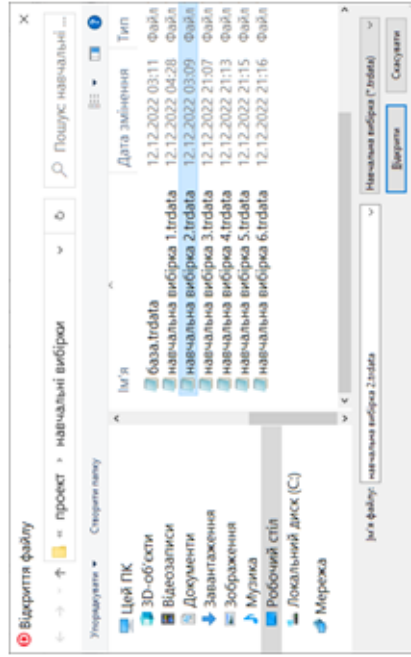 Відкриття файлу
« проект › навчальні вибірки
Пошук: навчальні ...
Упорядкувати
Створити папку
Цей ПК
3D-об'єкти
Відеозаписи
Документи
Завантаження
Зображення
Музика
Робочий стіл
Локальний диск (C:)
Мережа
Ім'я Дата змінення Тип
база.trdata 12.12.2022 03:11 Файл
навчальна вибірка 1.trdata 12.12.2022 04:28 Файл
навчальна вибірка 2.trdata 12.12.2022 03:09 Файл
навчальна вибірка 3.trdata 12.12.2022 21:07 Файл
навчальна вибірка 4.trdata 12.12.2022 21:13 Файл
навчальна вибірка 5.trdata 12.12.2022 21:15 Файл
навчальна вибірка 6.trdata 12.12.2022 21:16 Файл
Ім'я файлу: навчальна вибірка 2.trdata
Навчальна вибірка (*.trdata)
Відкрити
Скасувати